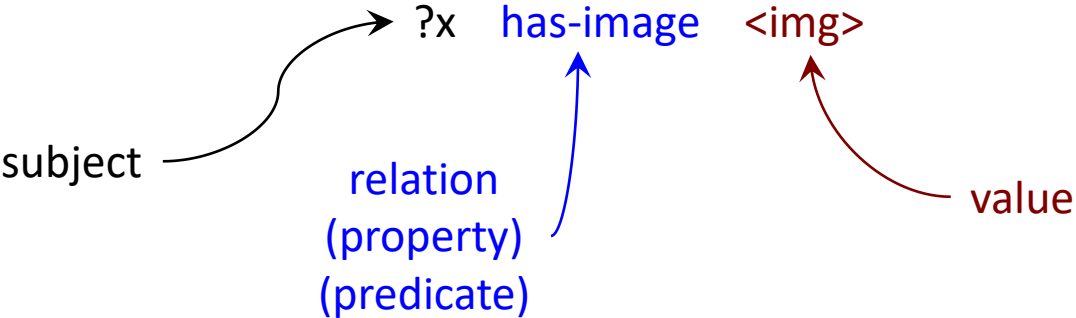 ?x has-image <img>
subject
relation
(property)
(predicate)
value